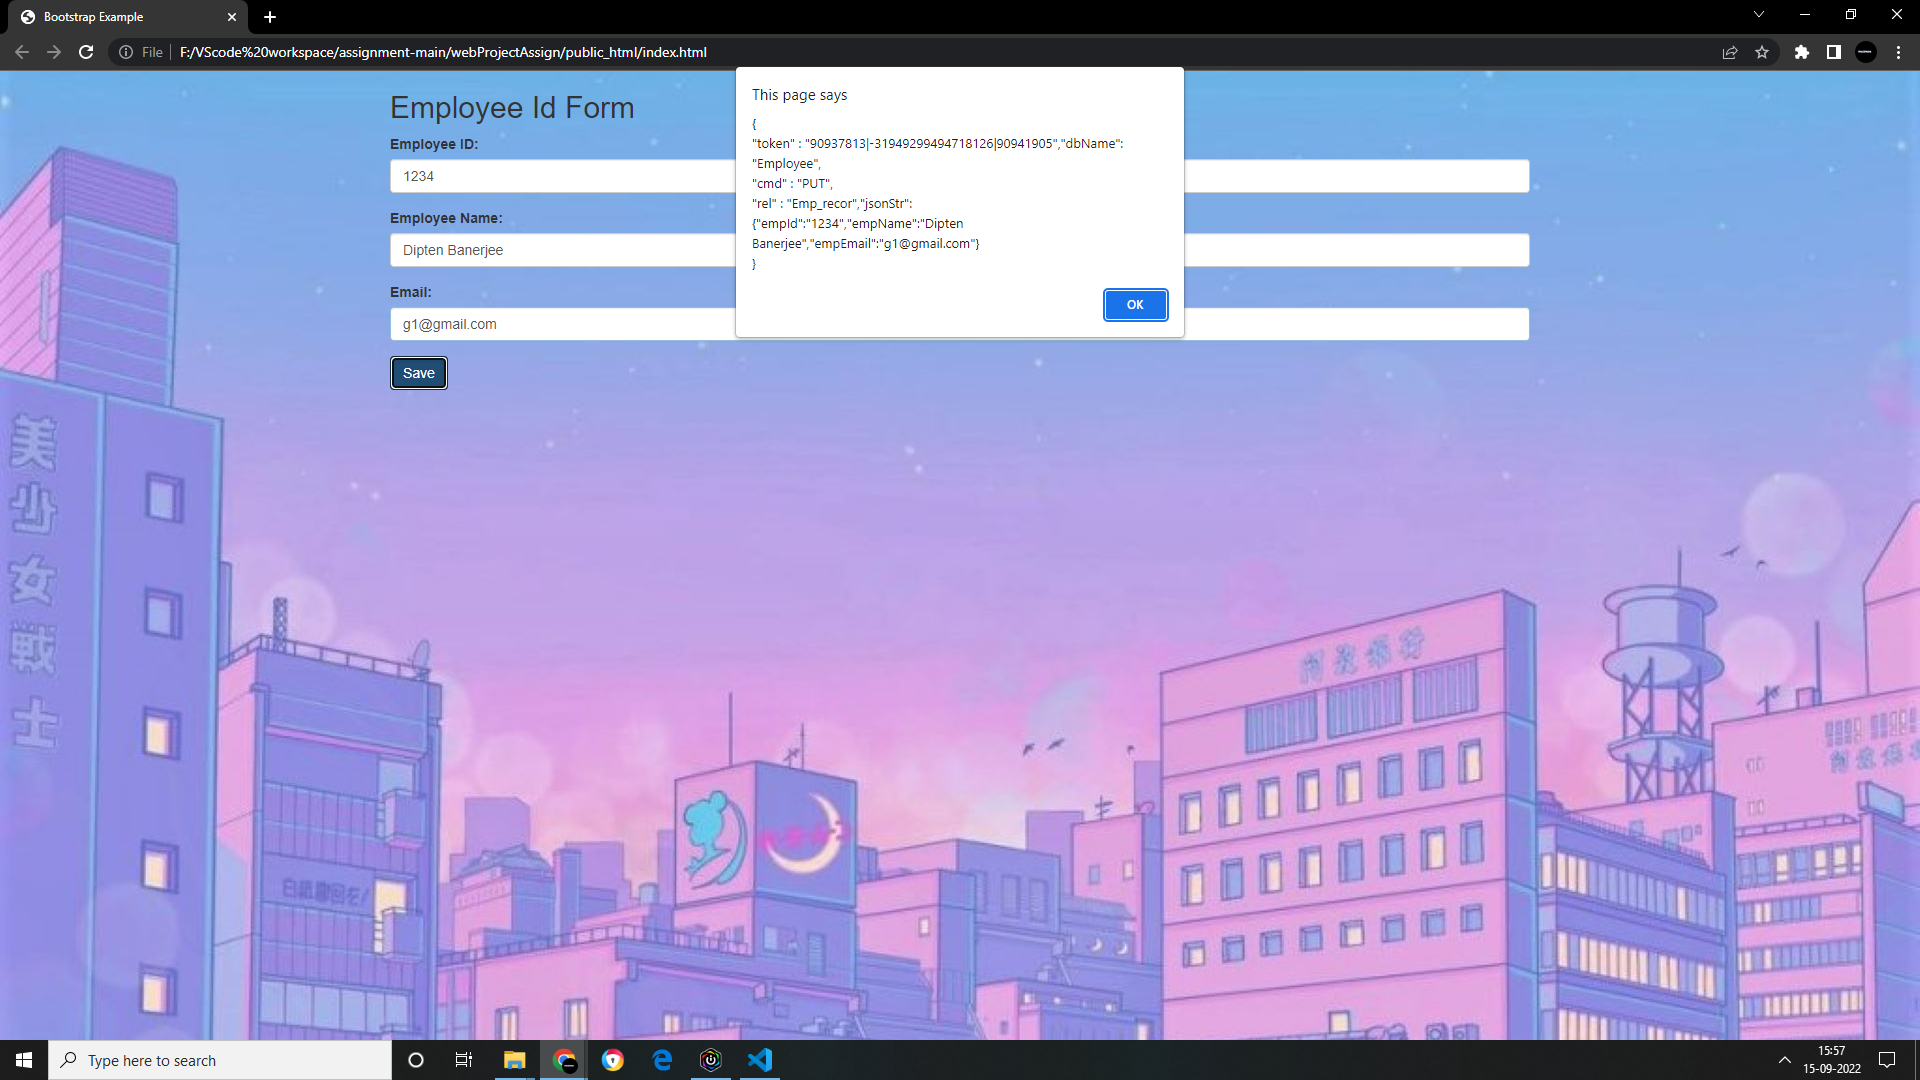 Bootstrap Example
File
F:/VScode%20workspace/assignment-main/webProjectAssign/public_html/index.html
This page says
{
"token" : "90937813|-31949299494718126|90941905","dbName":
"Employee",
"cmd" : "PUT",
"rel" : "Emp_recor","jsonStr":
{"empId":"1234","empName":"Dipten
Banerjee","empEmail":"g1@gmail.com"}
}
OK
Employee Id Form
Employee ID:
1234
Employee Name:
Dipten Banerjee
Email:
g1@gmail.com
Save
美
少
女
戦
士
Type here to search
15:57
15-09-2022